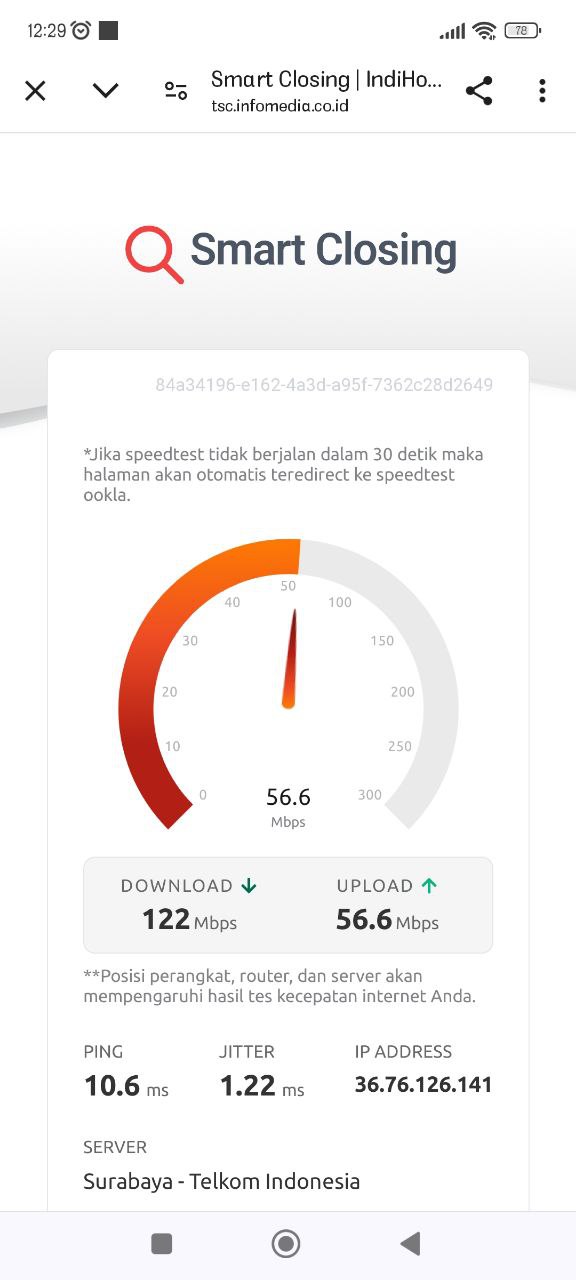 12:29
78
Smart Closing | IndiHo...
tsc.infomedia.co.id
Smart Closing
84a34196-e162-4a3d-a95f-7362c28d2649
*Jika speedtest tidak berjalan dalam 30 detik maka
halaman akan otomatis teredirect ke speedtest
ookla.
50
40 100
30 150
20 200
10 250
0 56.6 300
Mbps
DOWNLOAD UPLOAD
122 Mbps 56.6 Mbps
**Posisi perangkat, router, dan server akan
mempengaruhi hasil tes kecepatan internet Anda.
PING JITTER IP ADDRESS
10.6 ms 1.22 ms 36.76.126.141
SERVER
Surabaya - Telkom Indonesia